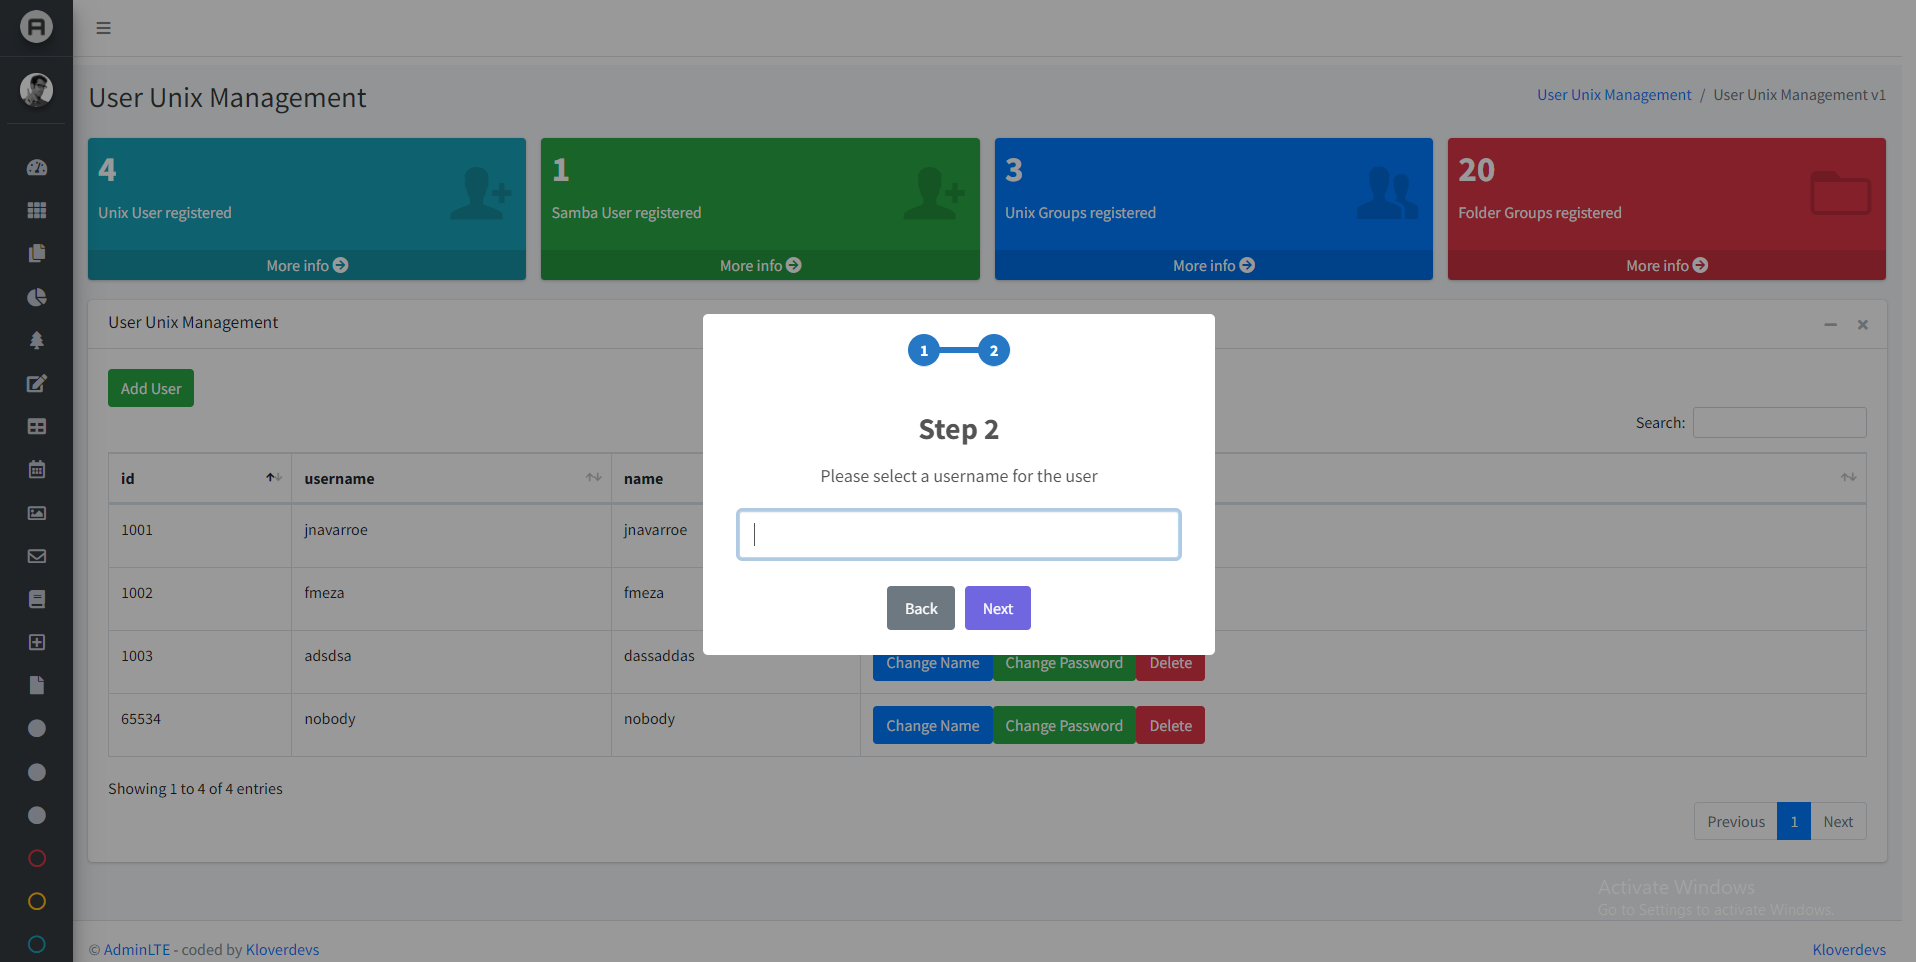 A
User Unix Management
User Unix Management / User Unix Management v1
4
Unix User registered
More info
1
Samba User registered
More info
3
Unix Groups registered
More info
20
Folder Groups registered
More info
User Unix Management
Add User
Search:
id username name
1001 jnavarroe jnavarroe
1002 fmeza fmeza
1003 adsdsa dassaddas Change Name Change Password Delete
65534 nobody nobody Change Name Change Password Delete
Showing 1 to 4 of 4 entries
Previous 1 Next
1 2
Step 2
Please select a username for the user
Back Next
Activate Windows
Go to Settings to activate Windows.
© AdminLTE - coded by Kloverdevs
Kloverdevs